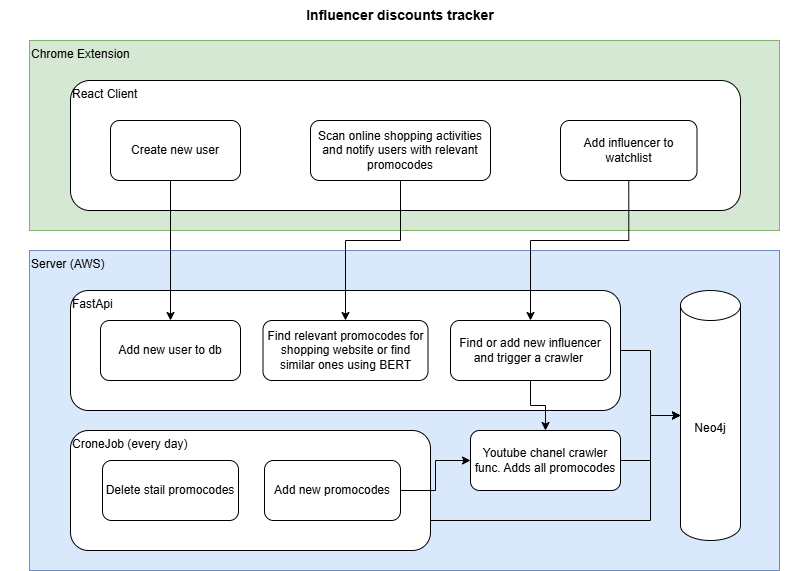 Influencer discounts tracker
Chrome Extension
React Client
Create new user
Scan online shopping activities
and notify users with relevant
promocodes
Add influencer to
watchlist
Server (AWS)
FastApi
Add new user to db
Find relevant promocodes for
shopping website or find
similar ones using BERT
Find or add new influencer
and trigger a crawler
Neo4j
CroneJob (every day)
Delete stail promocodes
Add new promocodes
Youtube chanel crawler
func. Adds all promocodes